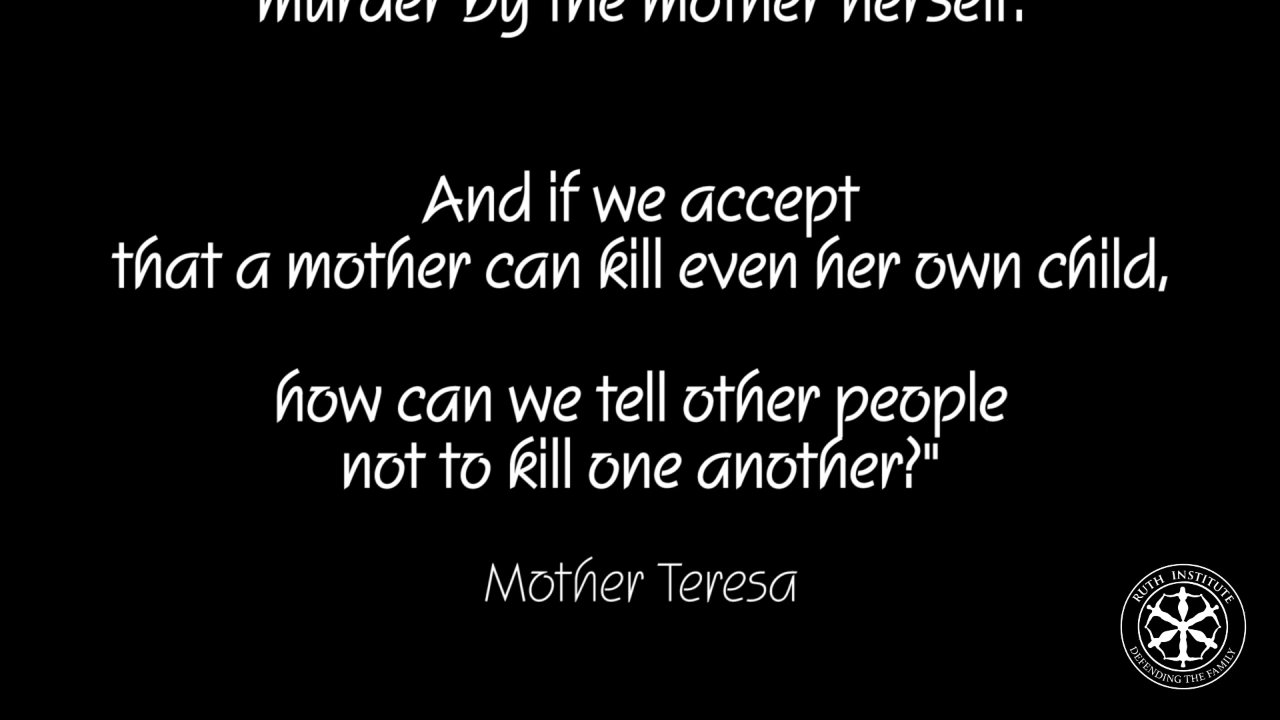 murder by the mother herself.
And if we accept
that a mother can kill even her own child,
how can we tell other people
not to kill one another?"
Mother Teresa
RUTH INSTITUTE
DEFENDING THE FAMILY